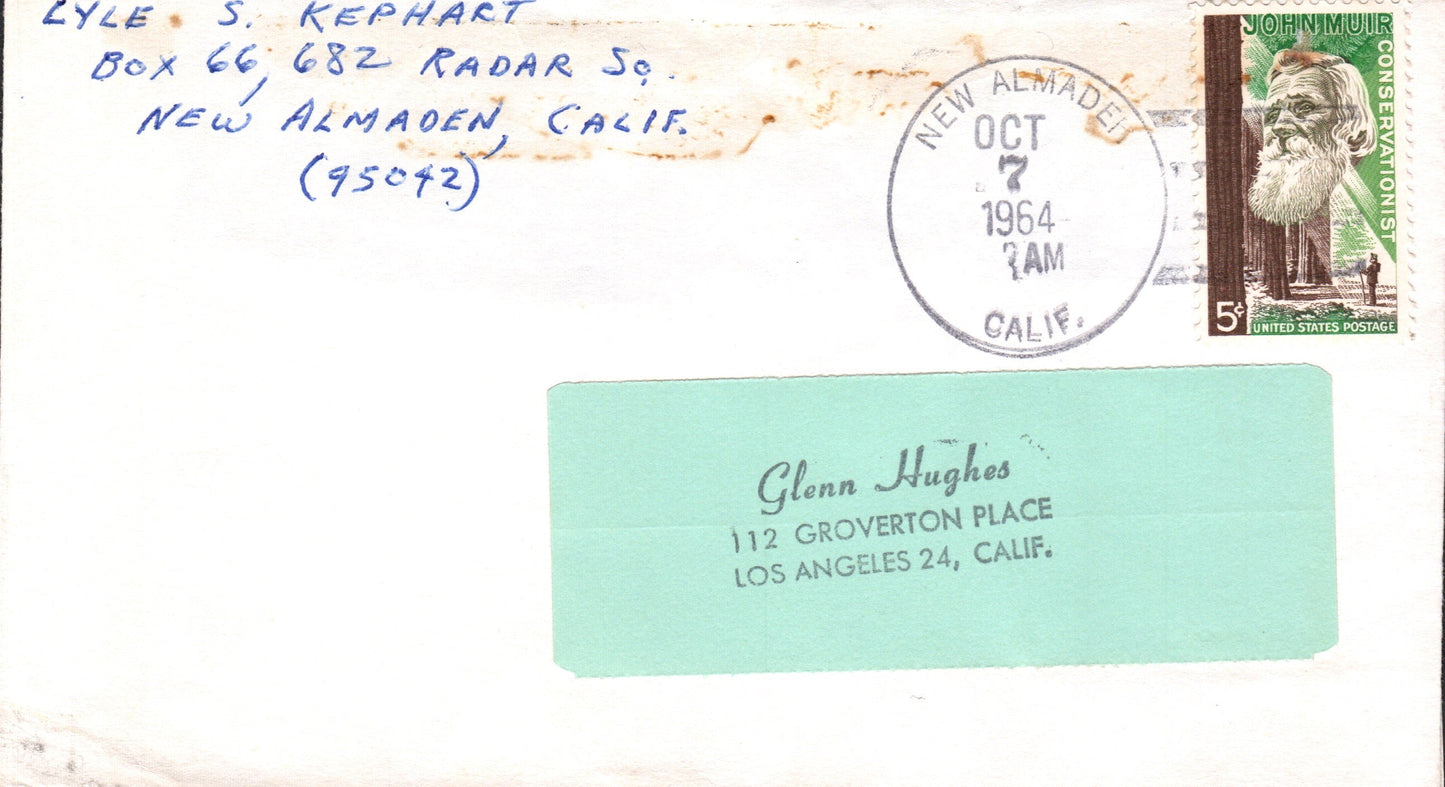 LYLE S. KEPHART
BOX 66, 682 RADAR SQ.
NEW ALMADEN, CALIF.
(95042)
NEW ALMADEN
OCT
7
1964
AM
CALIF.
JOHN MUIR
CONSERVATIONIST
5¢
UNITED STATES POSTAGE
Glenn Hughes
112 GROVERTON PLACE
LOS ANGELES 24, CALIF.